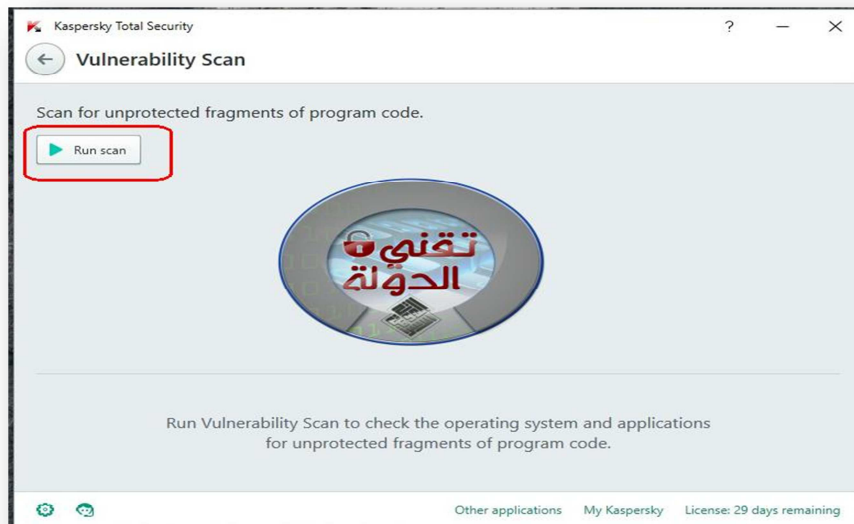 Kaspersky Total Security
?
Vulnerability Scan
Scan for unprotected fragments of program code.
Run scan
تقني
الدولة
Run Vulnerability Scan to check the operating system and applications
for unprotected fragments of program code.
Other applications My Kaspersky License: 29 days remaining